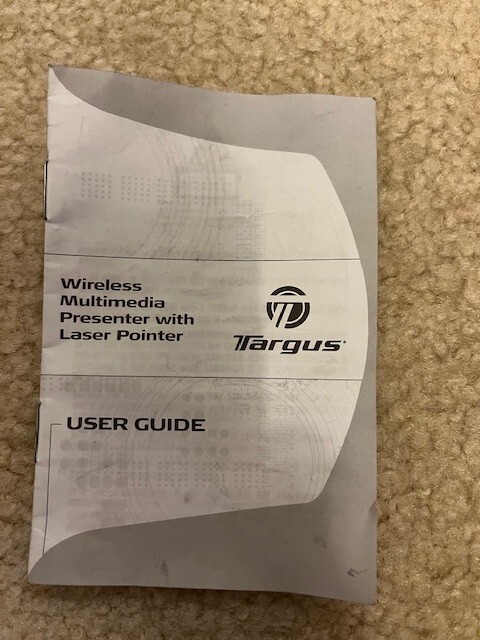 Wireless
Multimedia
Presenter with
Laser Pointer
Targus
USER GUIDE